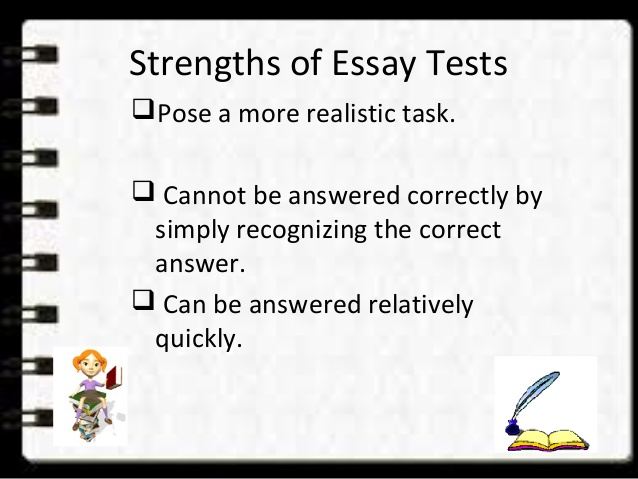 Strengths of Essay Tests
❑Pose a more realistic task.
❑ Cannot be answered correctly by
simply recognizing the correct
answer.
❑ Can be answered relatively
quickly.